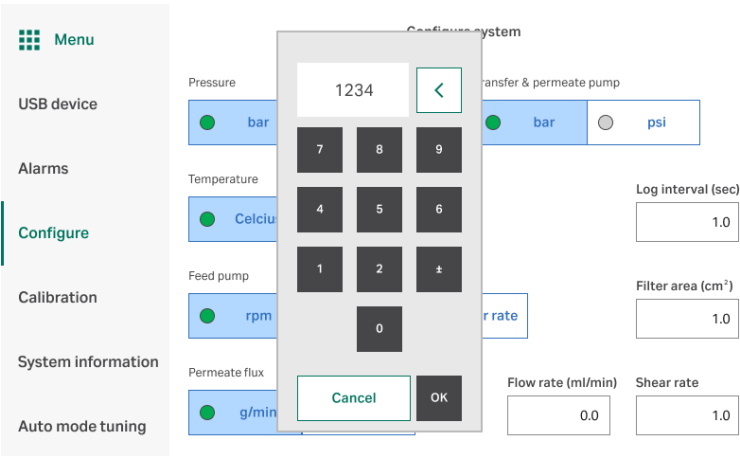 Menu
USB device
Alarms
Configure
Calibration
System information
Auto mode tuning
Configure system
Pressure
bar
ransfer & permeate pump
bar
psi
Temperature
Celciu
Log interval (sec)
1.0
Feed pump
rpm
r rate
Filter area (cm²)
1.0
Permeate flux
g/min
Flow rate (ml/min)
0.0
Shear rate
1.0
1234
7 8 9
4 5 6
1 2 ±
0
Cancel
OK